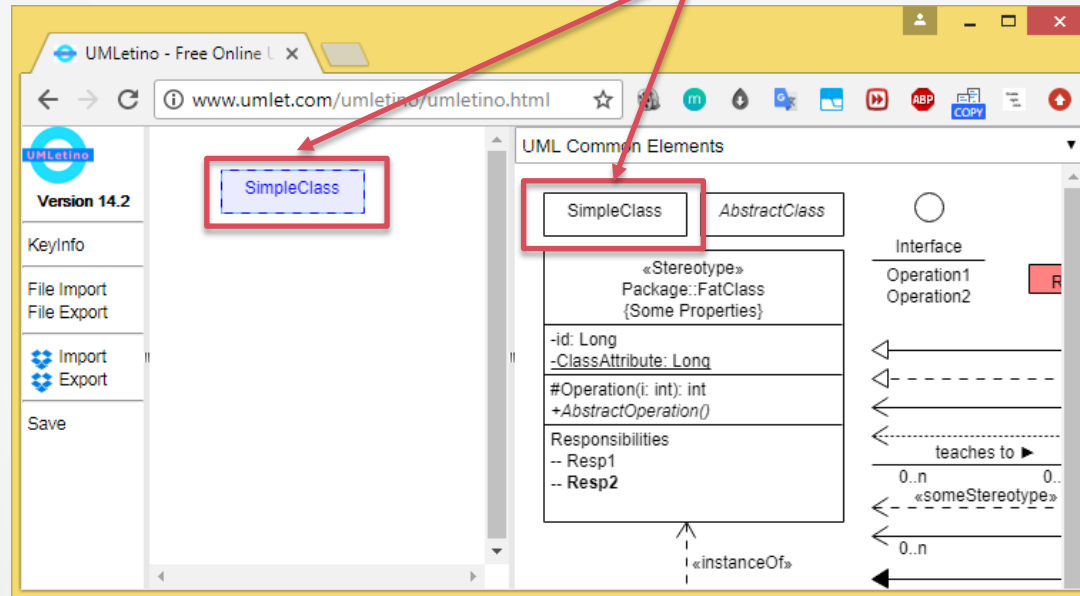 UMLetino - Free Online U
www.umlet.com/umletino/umletino.html
m
ABP
COPY
UMLetino
Version 14.2
KeyInfo
File Import
File Export
Import
Export
Save
SimpleClass
UML Common Elements
SimpleClass
AbstractClass
«Stereotype»
Package::FatClass
{Some Properties}
-id: Long
-ClassAttribute: Long
#Operation(i: int): int
+AbstractOperation()
Responsibilities
-- Resp1
-- Resp2
«instanceOf»
Interface
Operation1
Operation2
R
teaches to ►
0..n 0..
«someStereotype»
0..n